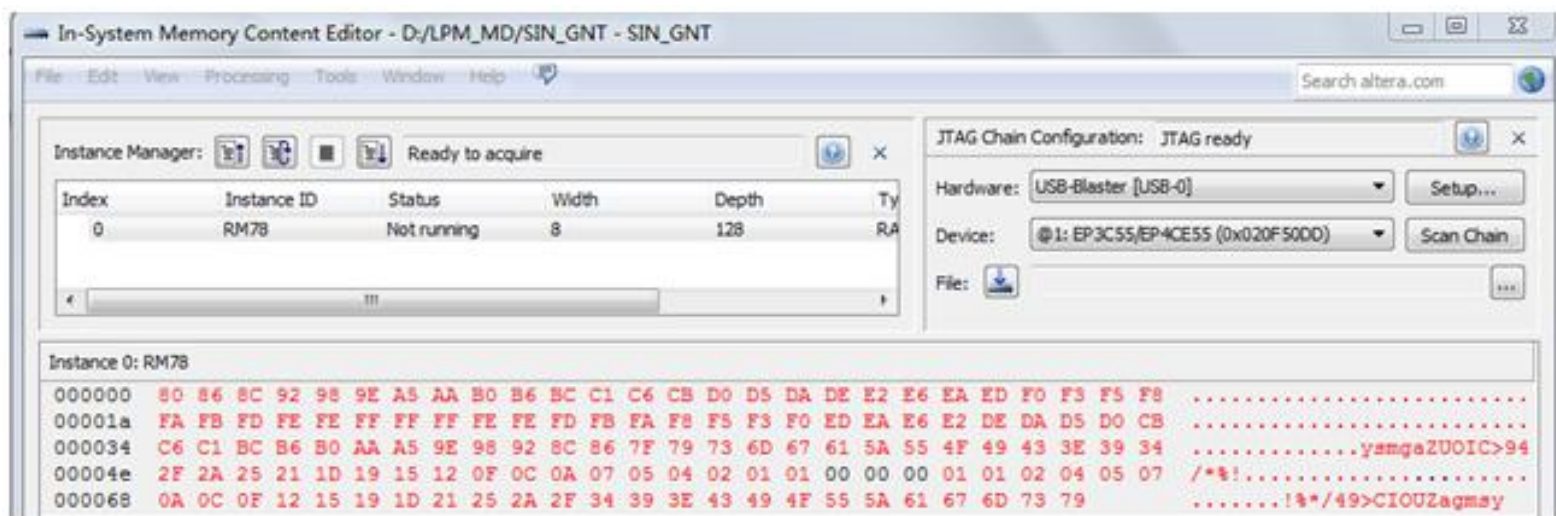 In-System Memory Content Editor - D:/LPM_MD/SIN_GNT - SIN_GNT
File Edit View Processing Tools Window Help
Search altera.com
Instance Manager: Ready to acquire
JTAG Chain Configuration: JTAG ready
Index Instance ID Status Width Depth Ty
0 RM78 Not running 8 128 RA
Hardware: USB-Blaster [USB-0] Setup...
Device: @1: EP3C55/EP4CE55 (0x020F50DD) Scan Chain
File: ...
Instance 0: RM78
000000 80 86 8C 92 98 9E A5 AA B0 B6 BC C1 C6 CB D0 D5 DA DE E2 E6 EA ED F0 F3 F5 F8 ..........................
00001a FA FB FD FE FE FF FF FF FE FE FD FB FA F8 F5 F3 F0 ED EA E6 E2 DE DA D5 D0 CB ..........................
000034 C6 C1 BC B6 B0 AA A5 9E 98 92 8C 86 7F 79 73 6D 67 61 5A 55 4F 49 43 3E 39 34 .............ysmgaZUOIC>94
00004e 2F 2A 25 21 1D 19 15 12 0F 0C 0A 07 05 04 02 01 01 00 00 00 01 01 02 04 05 07 /*%!......................
000068 0A 0C 0F 12 15 19 1D 21 25 2A 2F 34 39 3E 43 49 4F 55 5A 61 67 6D 73 79 .......!%*/49>CIOUZagmsy